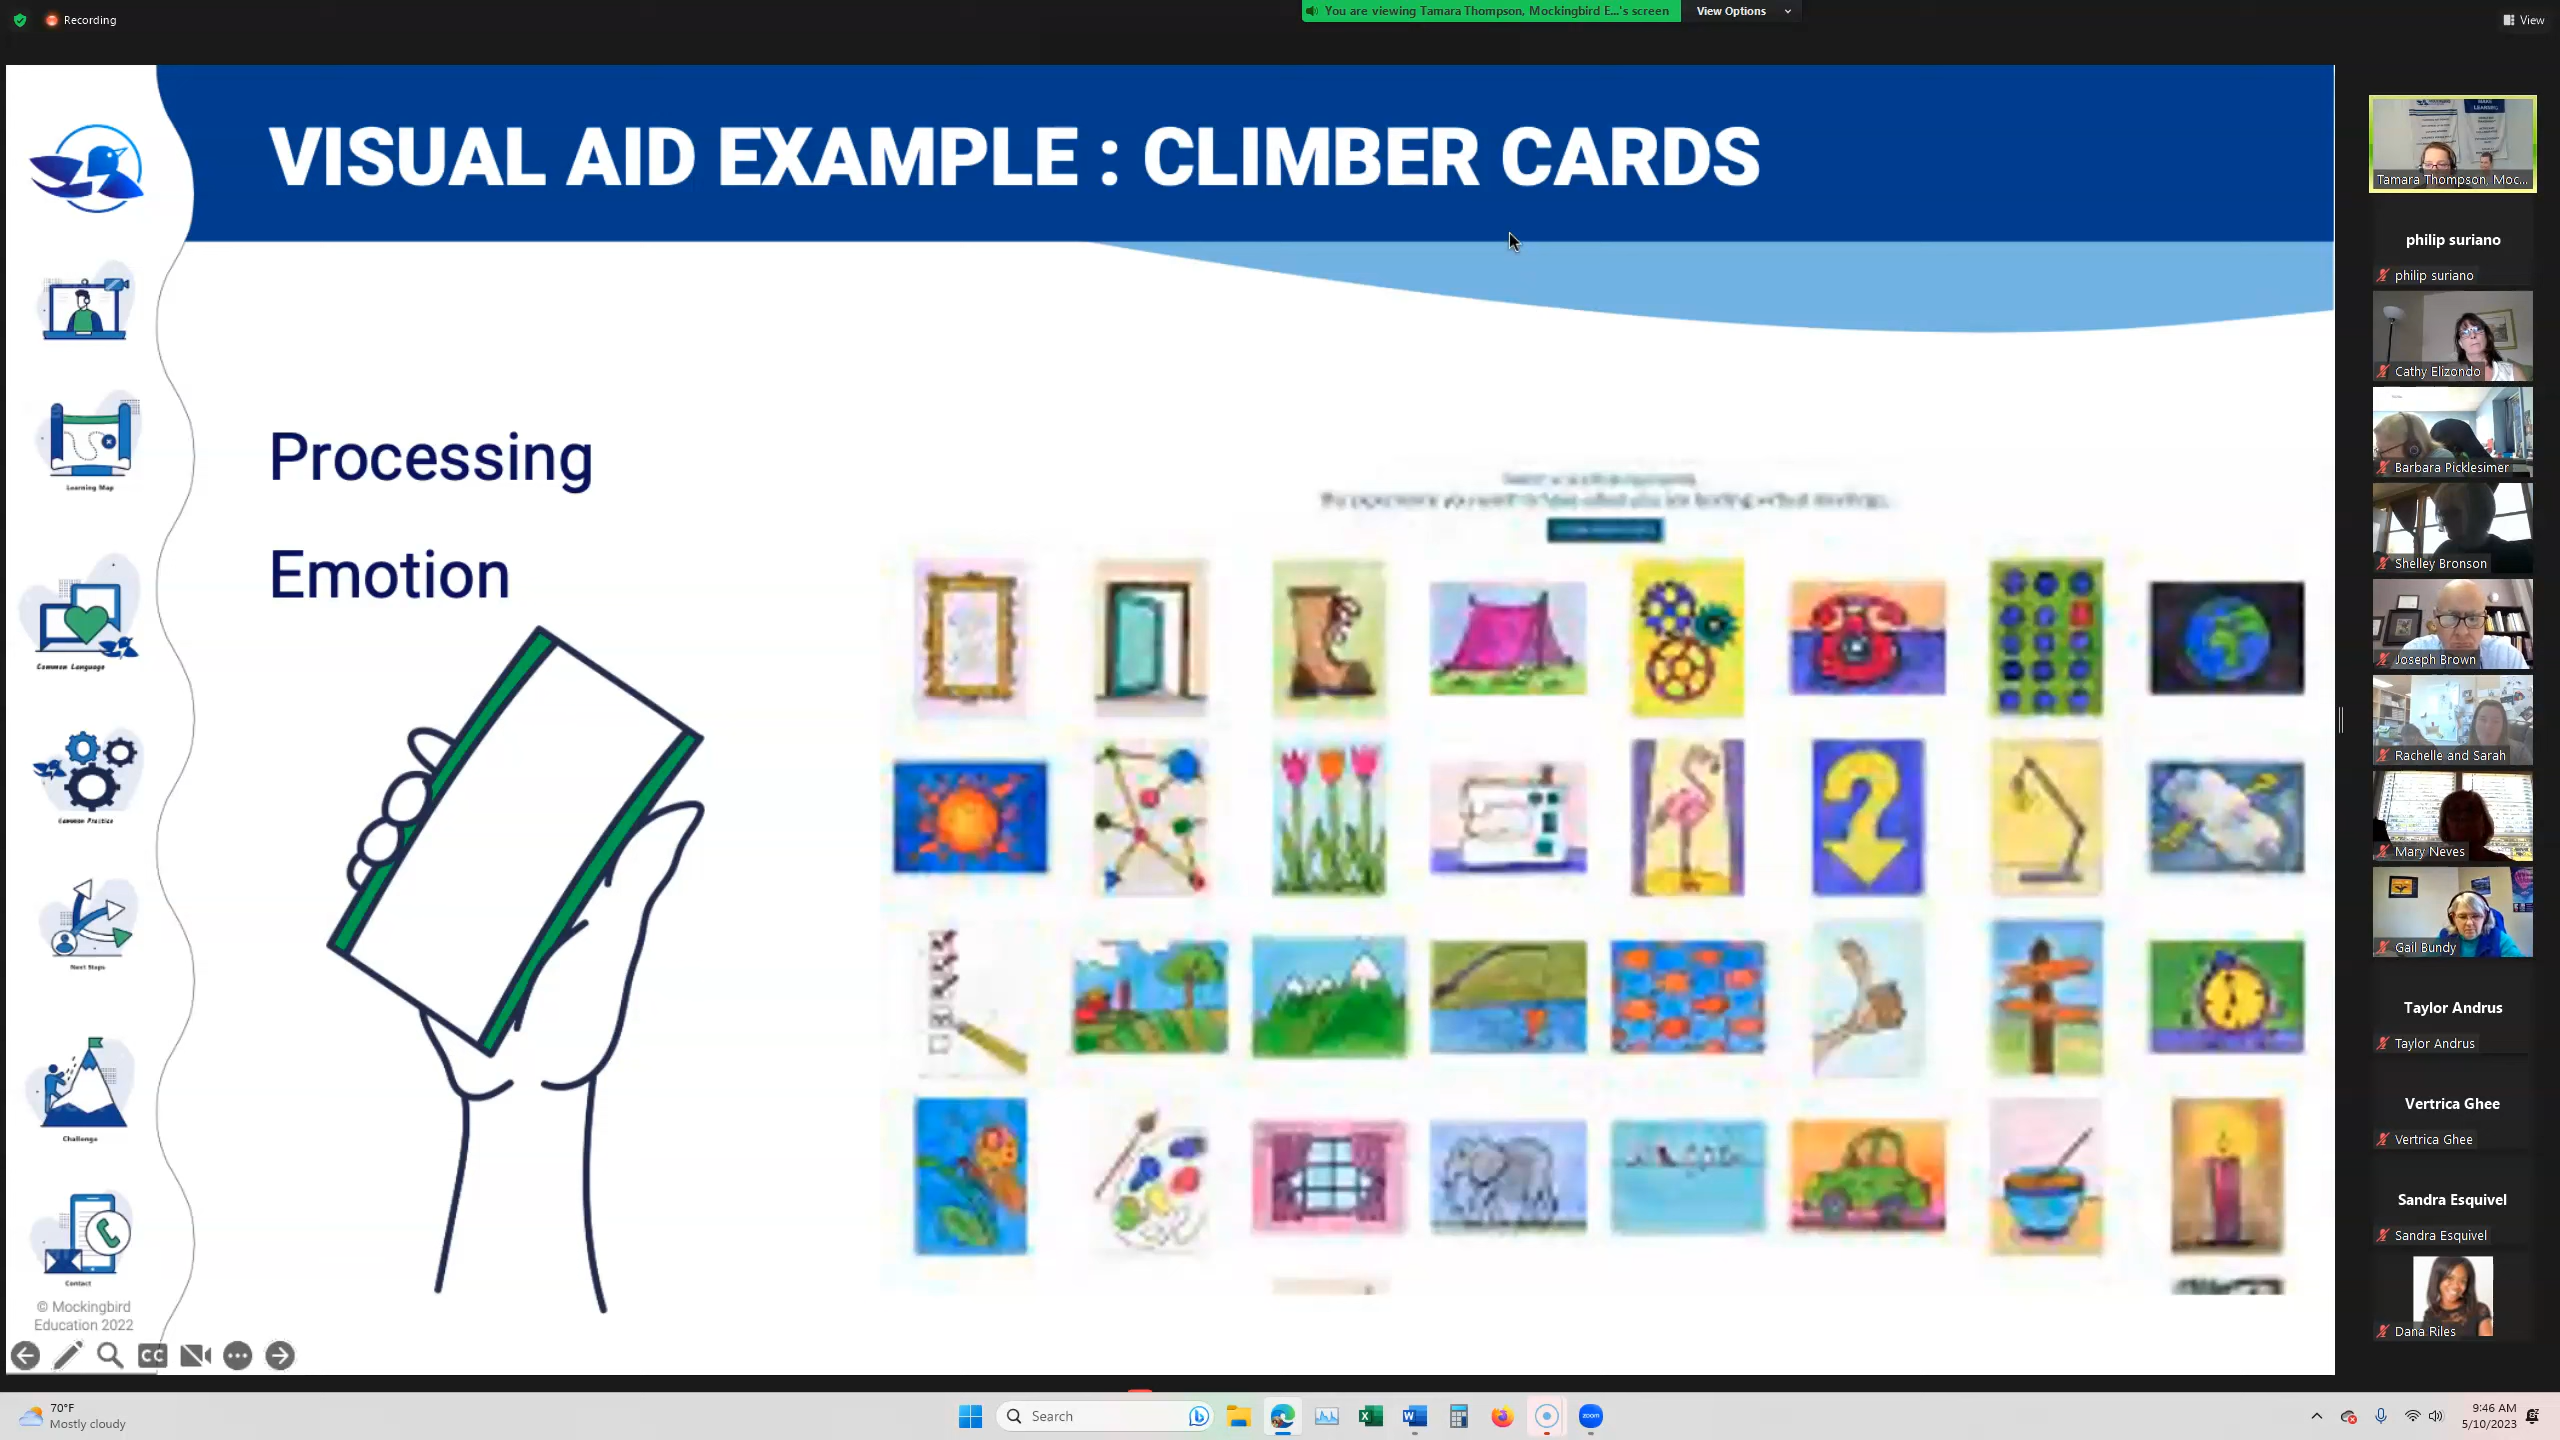 Recording
You are viewing Tamara Thompson, Mockingbird E...'s screen
View Options
View
VISUAL AID EXAMPLE : CLIMBER CARDS
Processing
Emotion
Learning Map
Common Language
Common Practice
Next Steps
Challenge
Contact
© Mockingbird
Education 2022
CC
Tamara Thompson, Moc...
philip suriano
philip suriano
Cathy Elizondo
Barbara Picklesimer
Shelley Bronson
Joseph Brown
Rachelle and Sarah
Mary Neves
Gail Bundy
Taylor Andrus
Taylor Andrus
Vertrica Ghee
Vertrica Ghee
Sandra Esquivel
Sandra Esquivel
Dana Riles
70°F
Mostly cloudy
Search
zoom
9:46 AM
5/10/2023